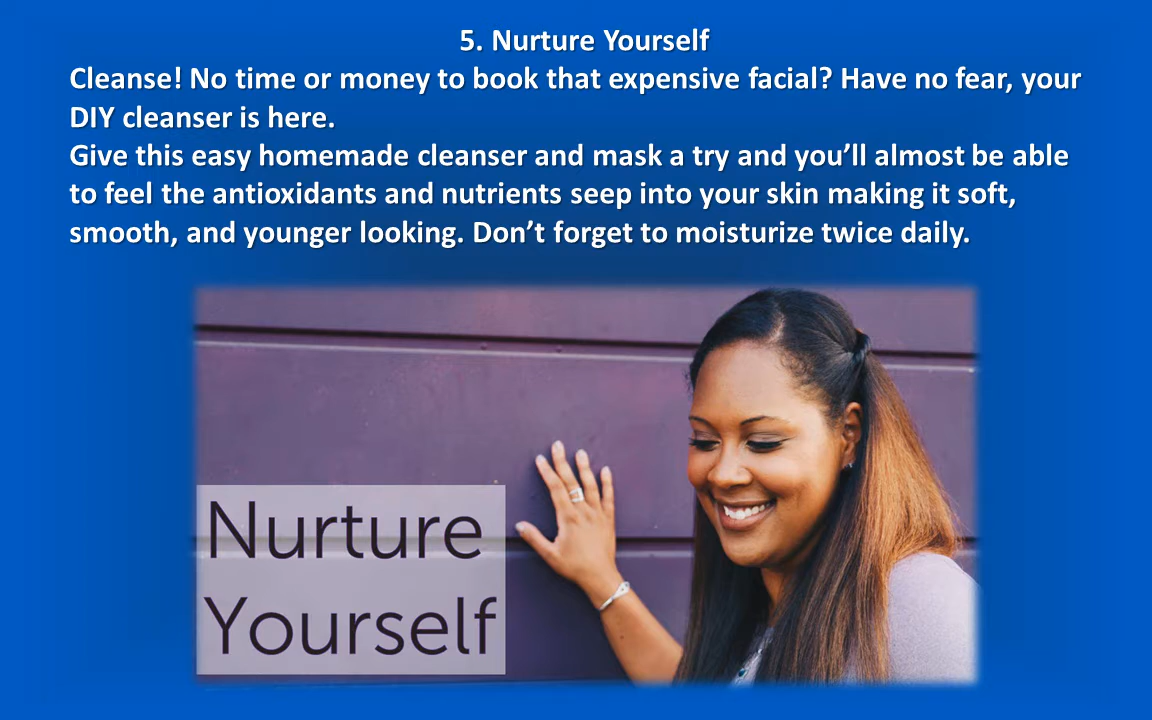 5. Nurture Yourself
Cleanse! No time or money to book that expensive facial? Have no fear, your
DIY cleanser is here.
Give this easy homemade cleanser and mask a try and you’ll almost be able
to feel the antioxidants and nutrients seep into your skin making it soft,
smooth, and younger looking. Don’t forget to moisturize twice daily.
Nurture
Yourself